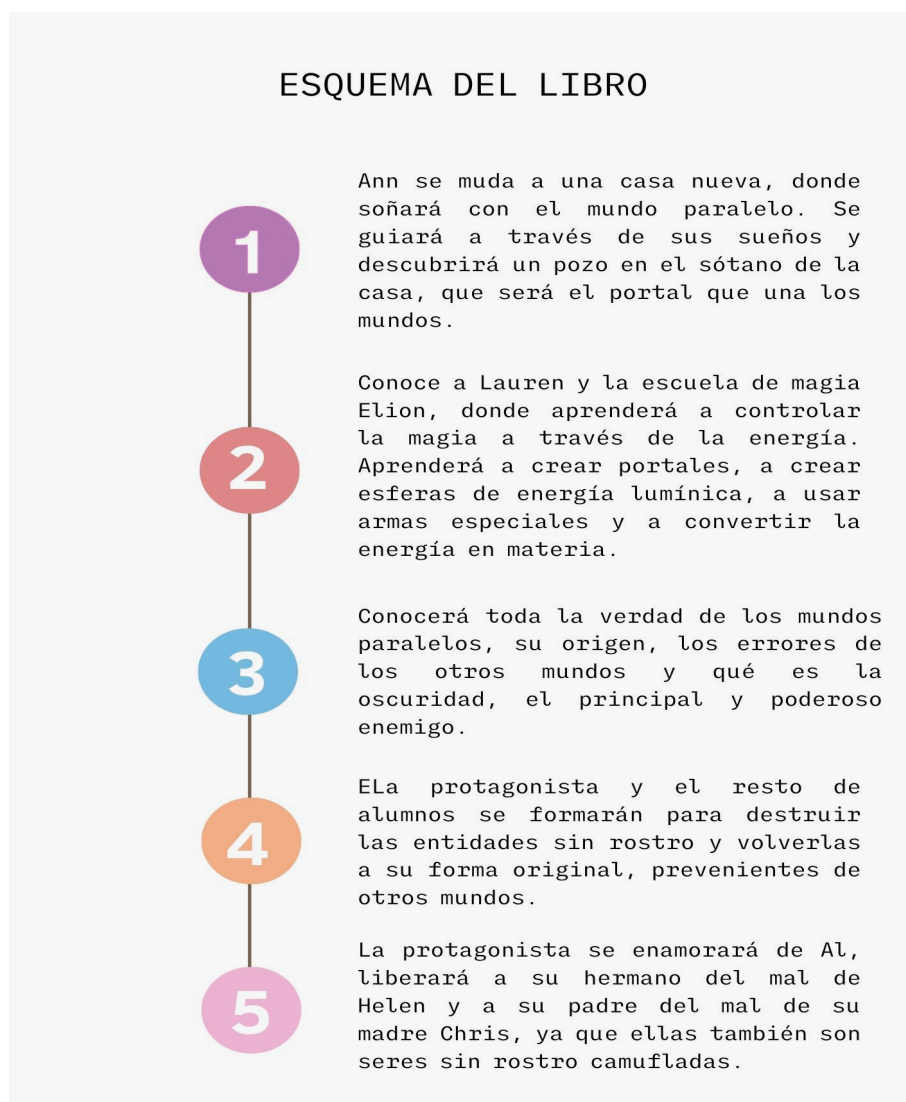 ESQUEMA DEL LIBRO
1
Ann se muda a una casa nueva, donde
soñará con el mundo paralelo. Se
guiará a través de sus sueños y
descubrirá un pozo en el sótano de la
casa, que será el portal que una los
mundos.
2
Conoce a Lauren y la escuela de magia
Elion, donde aprenderá a controlar
la magia a través de la energía.
Aprenderá a crear portales, a crear
esferas de energía lumínica, a usar
armas especiales y a convertir la
energía en materia.
3
Conocerá toda la verdad de los mundos
paralelos, su origen, los errores de
los otros mundos y qué es la
oscuridad, el principal y poderoso
enemigo.
4
ELa protagonista y el resto de
alumnos se formarán para destruir
las entidades sin rostro y volverlas
a su forma original, prevenientes de
otros mundos.
5
La protagonista se enamorará de Al,
liberará a su hermano del mal de
Helen y a su padre del mal de su
madre Chris, ya que ellas también son
seres sin rostro camufladas.